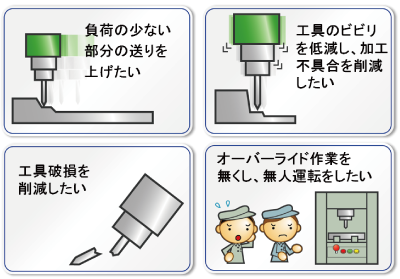 負荷の少ない
部分の送りを
上げたい
工具のビビリ
を低減し、加工
不具合を削減
したい
工具破損を
削減したい
オーバーライド作業を
無くし、無人運転をしたい